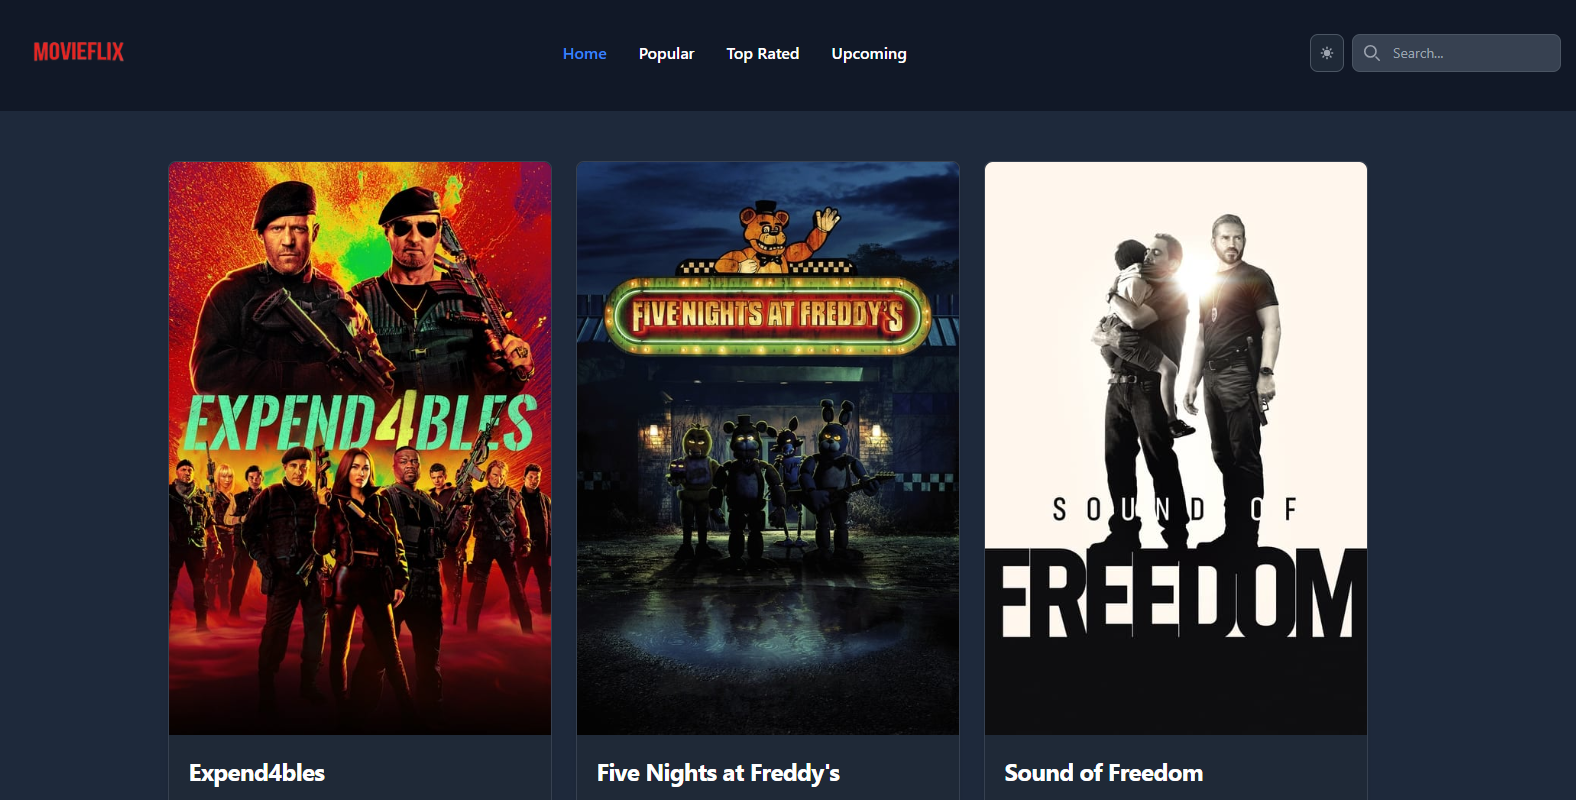 MOVIEFLIX
Home
Popular
Top Rated
Upcoming
Search...
EXPEND4BLES
FIVE NIGHTS AT FREDDY'S
SOUND OF
FREEDOM
Expend4bles
Five Nights at Freddy's
Sound of Freedom